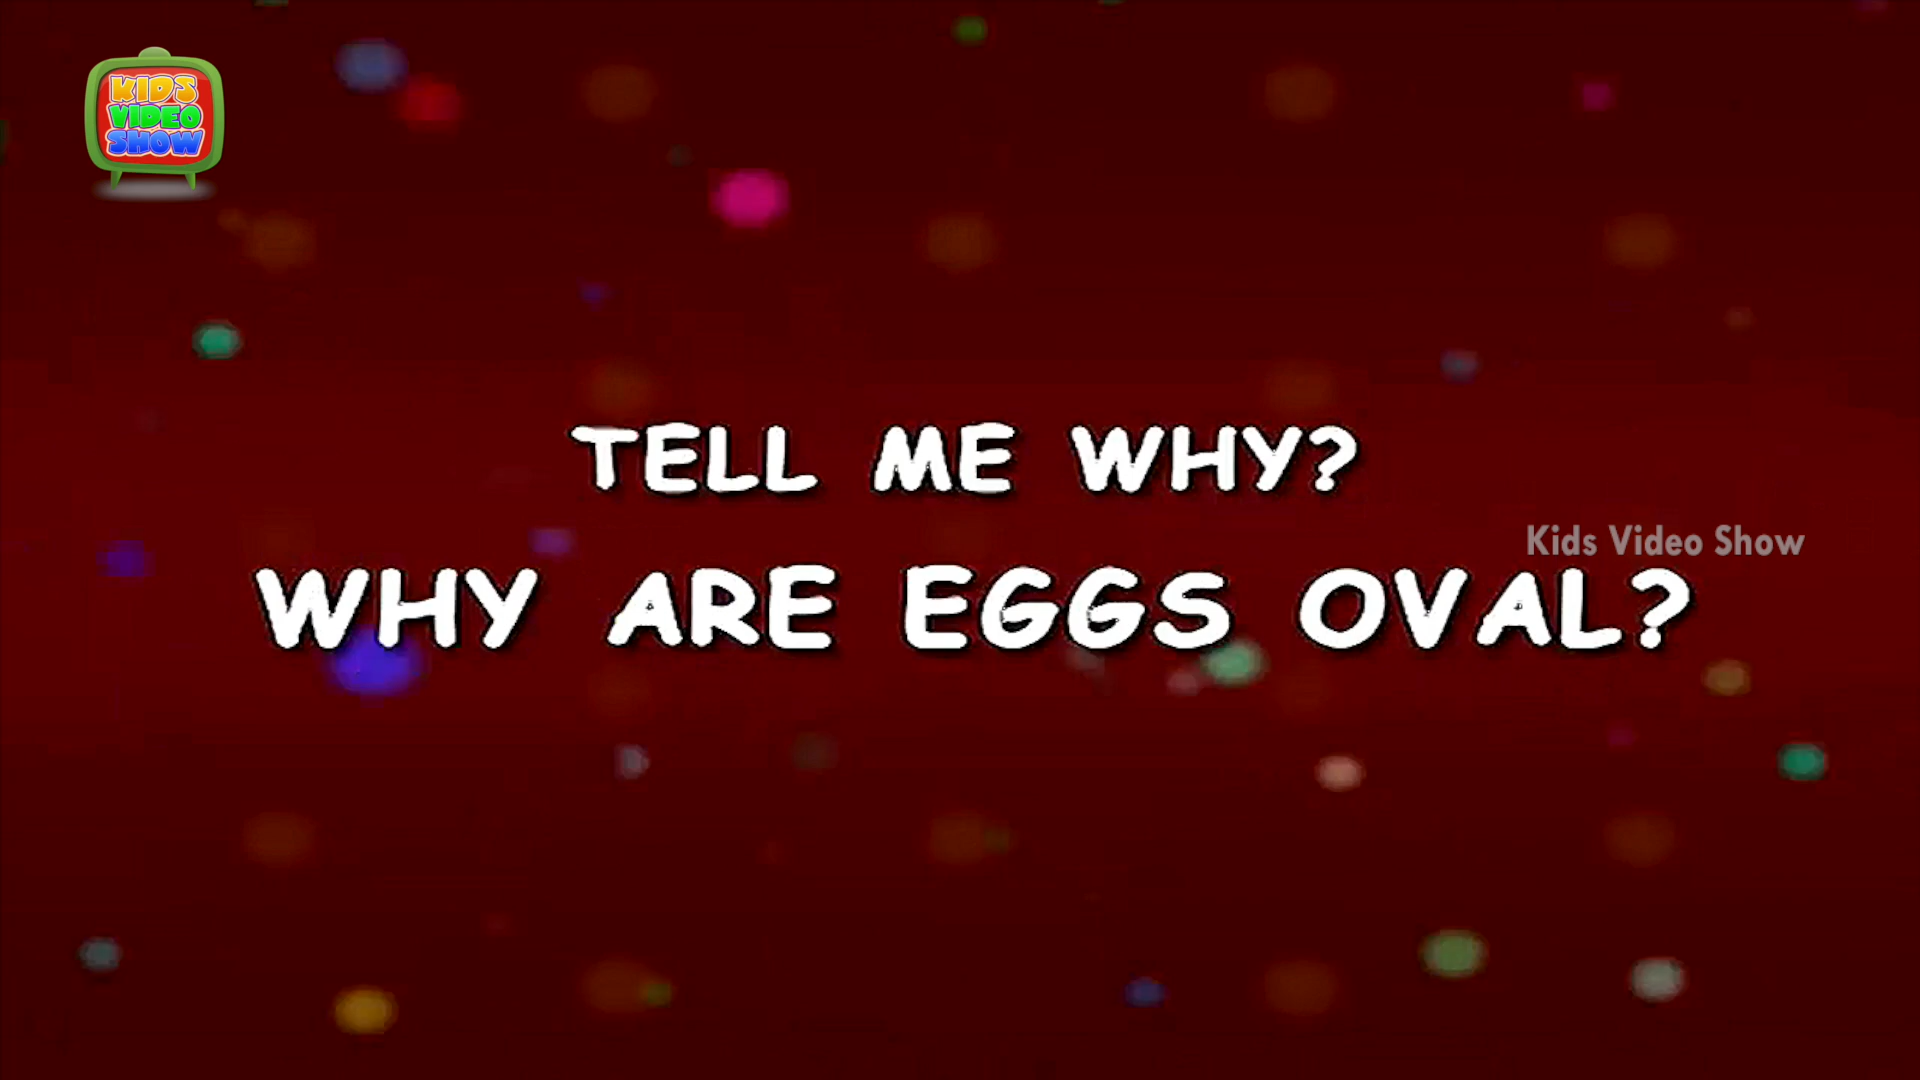 KIDS
VIDEO
SHOW
TELL ME WHY?
Kids Video Show
WHY ARE EGGS OVAL?